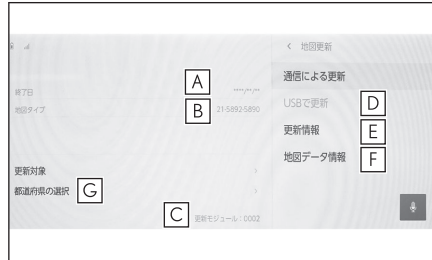 < 地図更新
通信による更新
USBで更新
D
更新情報
E
地図データ情報
F
A
終了日
****/**/**
B
地図タイプ
21-S892-S890
更新対象 >
都道府県の選択 >
G
C
更新モジュール:0002